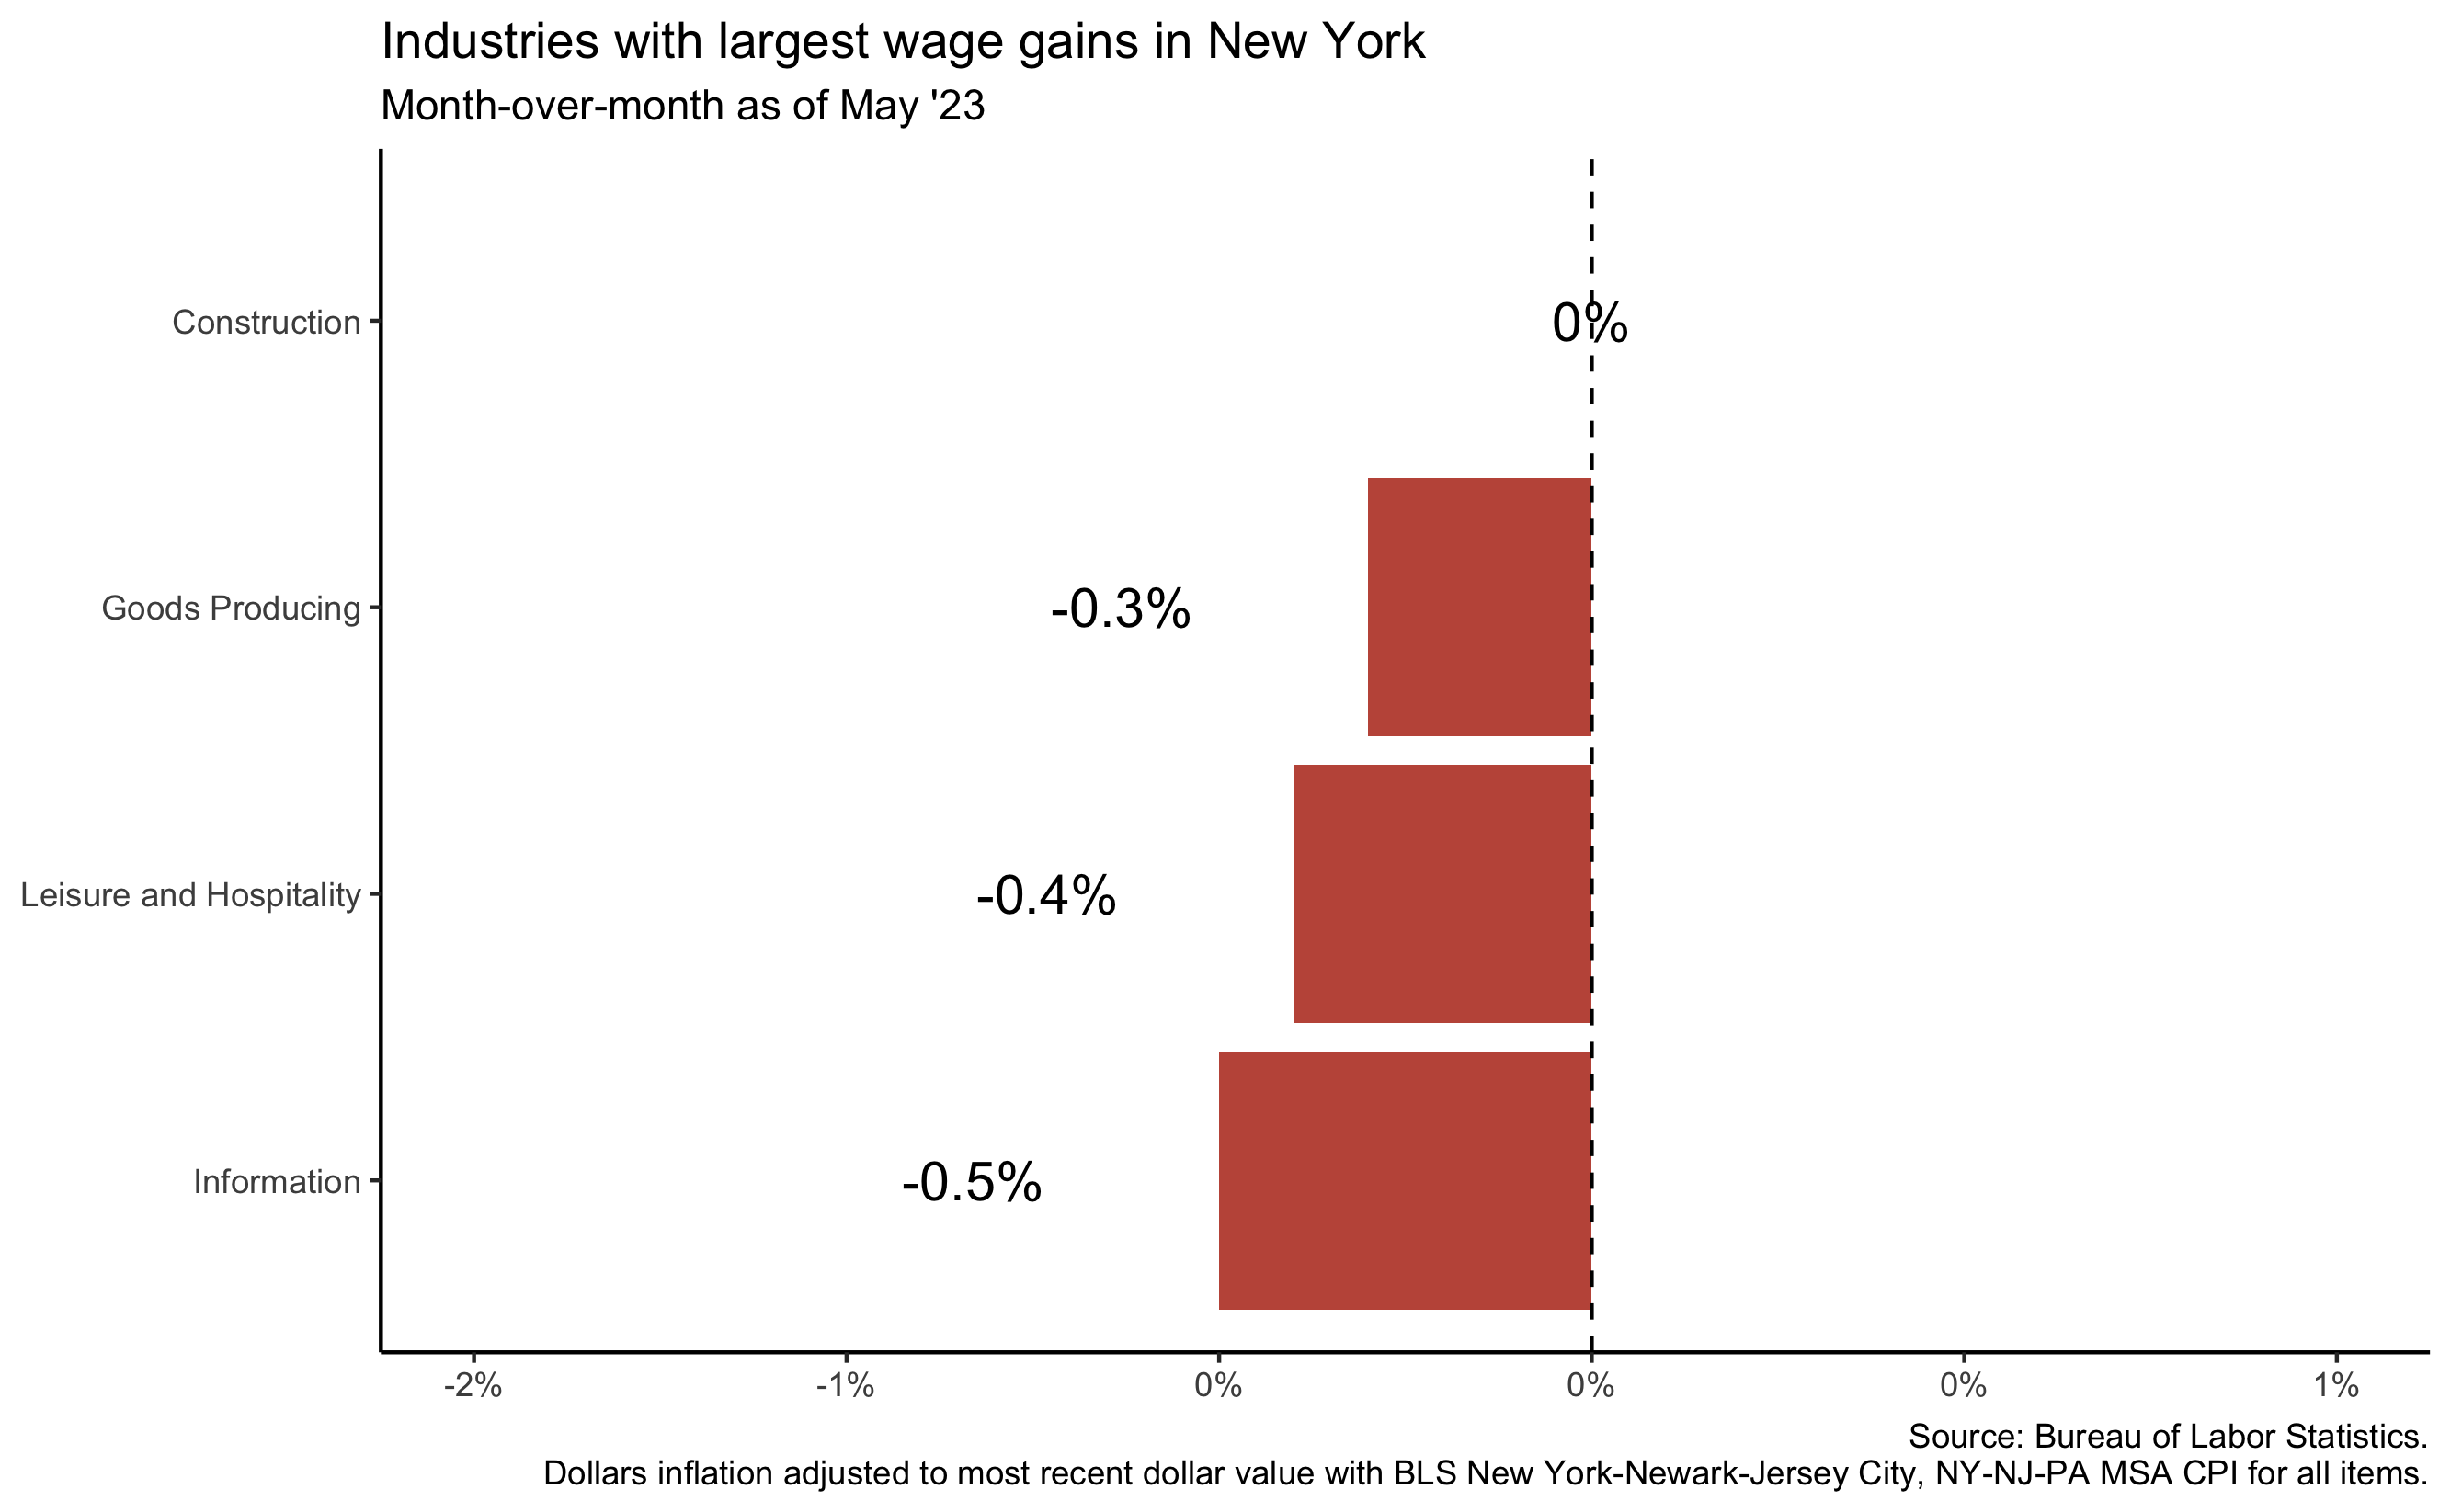 Industries with largest wage gains in New York
Month-over-month as of May '23
Construction
0%
Goods Producing
-0.3%
Leisure and Hospitality
-0.4%
Information
-0.5%
-2%
-1%
0%
0%
0%
1%
Source: Bureau of Labor Statistics.
Dollars inflation adjusted to most recent dollar value with BLS New York-Newark-Jersey City, NY-NJ-PA MSA CPI for all items.